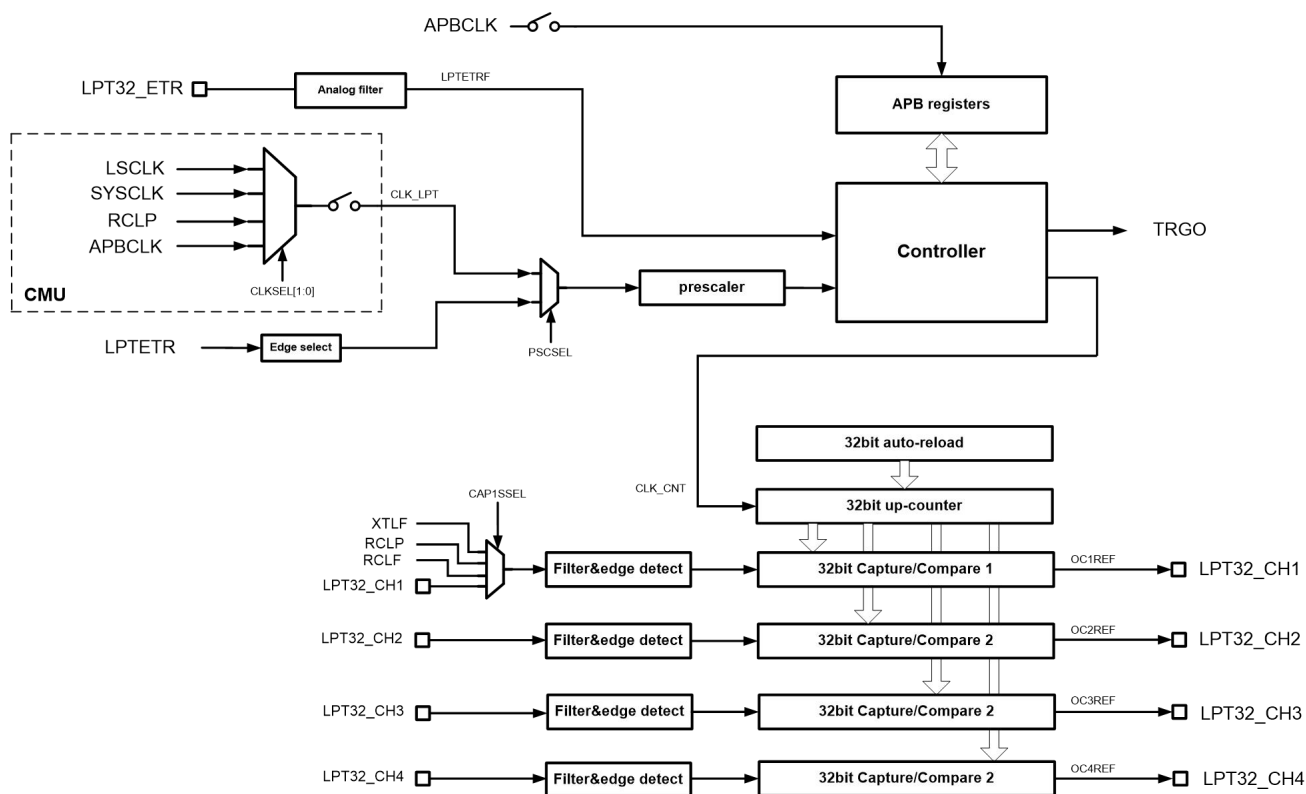 APBCLK
LPT32_ETR
Analog filter
LPTETRF
APB registers
LSCLK
SYSCLK
RCLP
APBCLK
CLK_LPT
CLKSEL[1:0]
CMU
Controller
TRGO
prescaler
LPTETR
Edge select
PSCSEL
32bit auto-reload
CLK_CNT
32bit up-counter
CAP1SSEL
XTLF
RCLP
RCLF
LPT32_CH1
Filter&edge detect
32bit Capture/Compare 1
OC1REF
LPT32_CH1
LPT32_CH2
Filter&edge detect
32bit Capture/Compare 2
OC2REF
LPT32_CH2
LPT32_CH3
Filter&edge detect
32bit Capture/Compare 2
OC3REF
LPT32_CH3
LPT32_CH4
Filter&edge detect
32bit Capture/Compare 2
OC4REF
LPT32_CH4